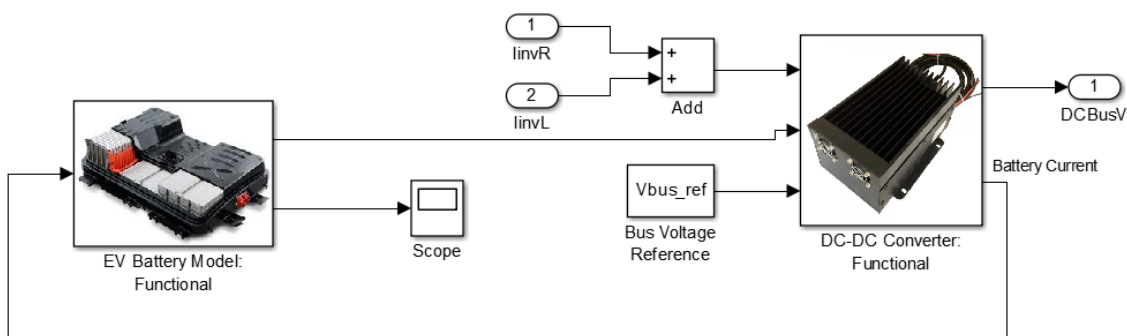 1
IinvR
2
IinvL
+
+
Add
1
DCBusV
Battery Current
Vbus_ref
Bus Voltage
Reference
Scope
EV Battery Model:
Functional
DC-DC Converter:
Functional